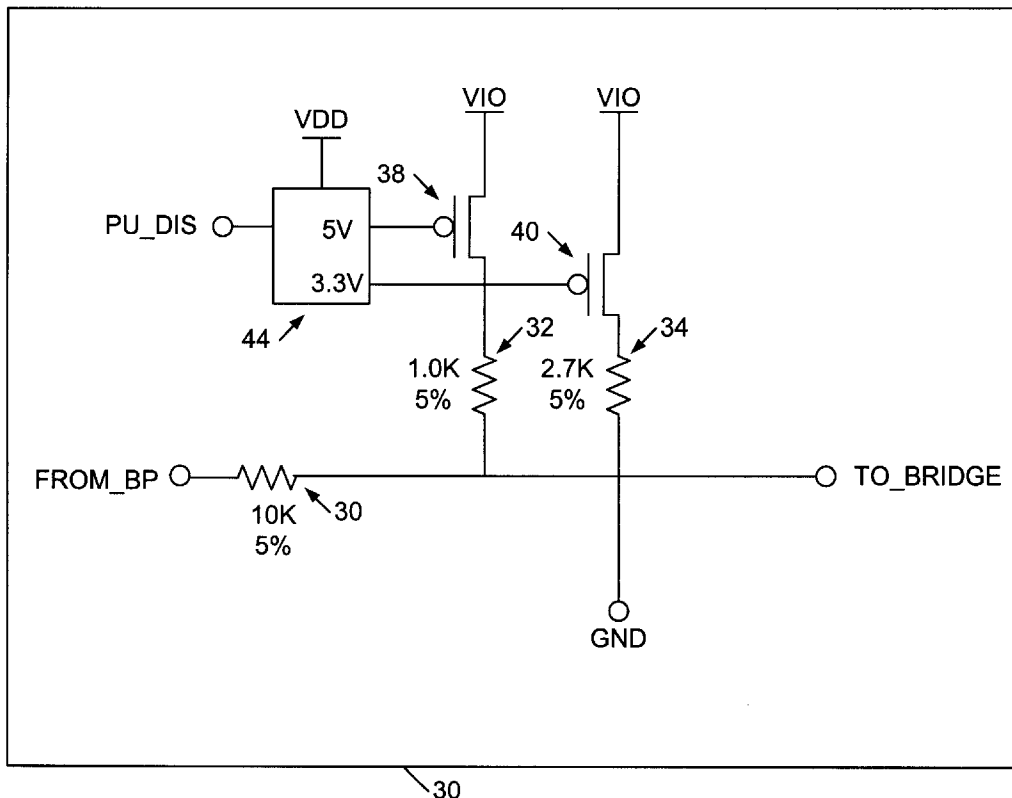 VIO
VIO
VDD
38
PU_DIS
5V
40
3.3V
44
32
34
1.0K
5%
2.7K
5%
FROM_BP
TO_BRIDGE
30
10K
5%
GND
30